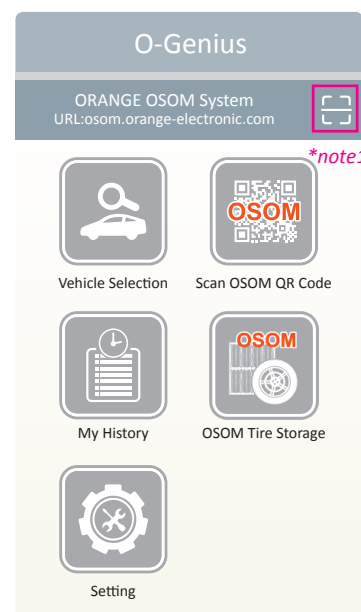 O-Genius
ORANGE OSOM System
URL:osom.orange-electronic.com
*note1
OSOM
Vehicle Selection
Scan OSOM QR Code
OSOM
My History
OSOM Tire Storage
Setting